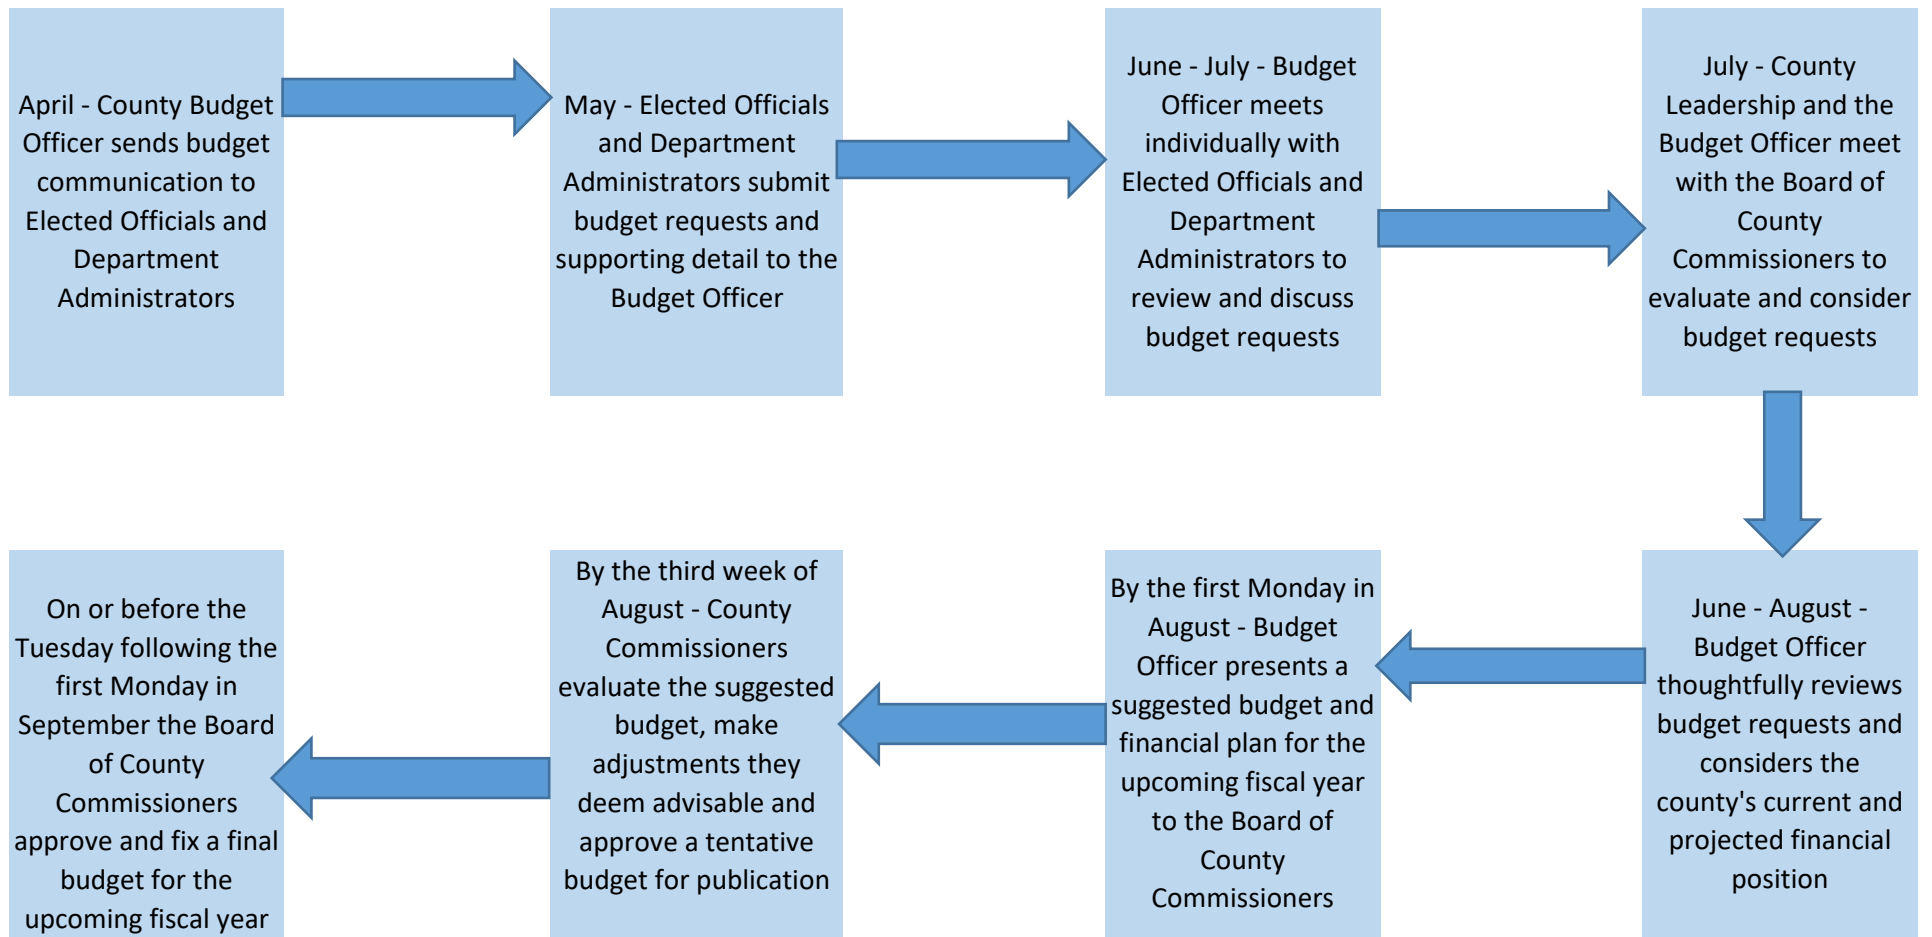 April - County Budget
Officer sends budget
communication to
Elected Officials and
Department
Administrators
May - Elected Officials
and Department
Administrators submit
budget requests and
supporting detail to the
Budget Officer
June - July - Budget
Officer meets
individually with
Elected Officials and
Department
Administrators to
review and discuss
budget requests
July - County
Leadership and the
Budget Officer meet
with the Board of
County
Commissioners to
evaluate and consider
budget requests
June - August -
Budget Officer
thoughtfully reviews
budget requests and
considers the
county's current and
projected financial
position
By the first Monday in
August - Budget
Officer presents a
suggested budget and
financial plan for the
upcoming fiscal year
to the Board of
County
Commissioners
By the third week of
August - County
Commissioners
evaluate the suggested
budget, make
adjustments they
deem advisable and
approve a tentative
budget for publication
On or before the
Tuesday following the
first Monday in
September the Board
of County
Commissioners
approve and fix a final
budget for the
upcoming fiscal year